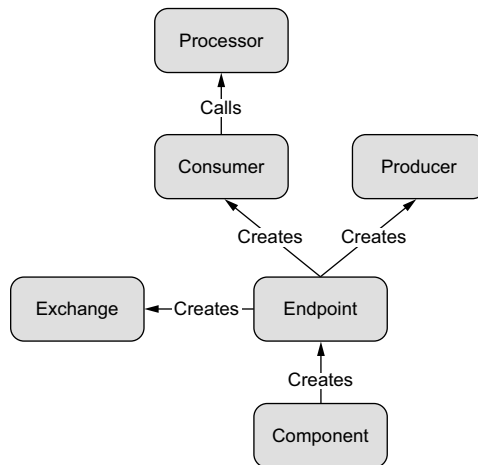 Processor
Calls
Consumer
Producer
Creates
Creates
Exchange
Creates
Endpoint
Creates
Component